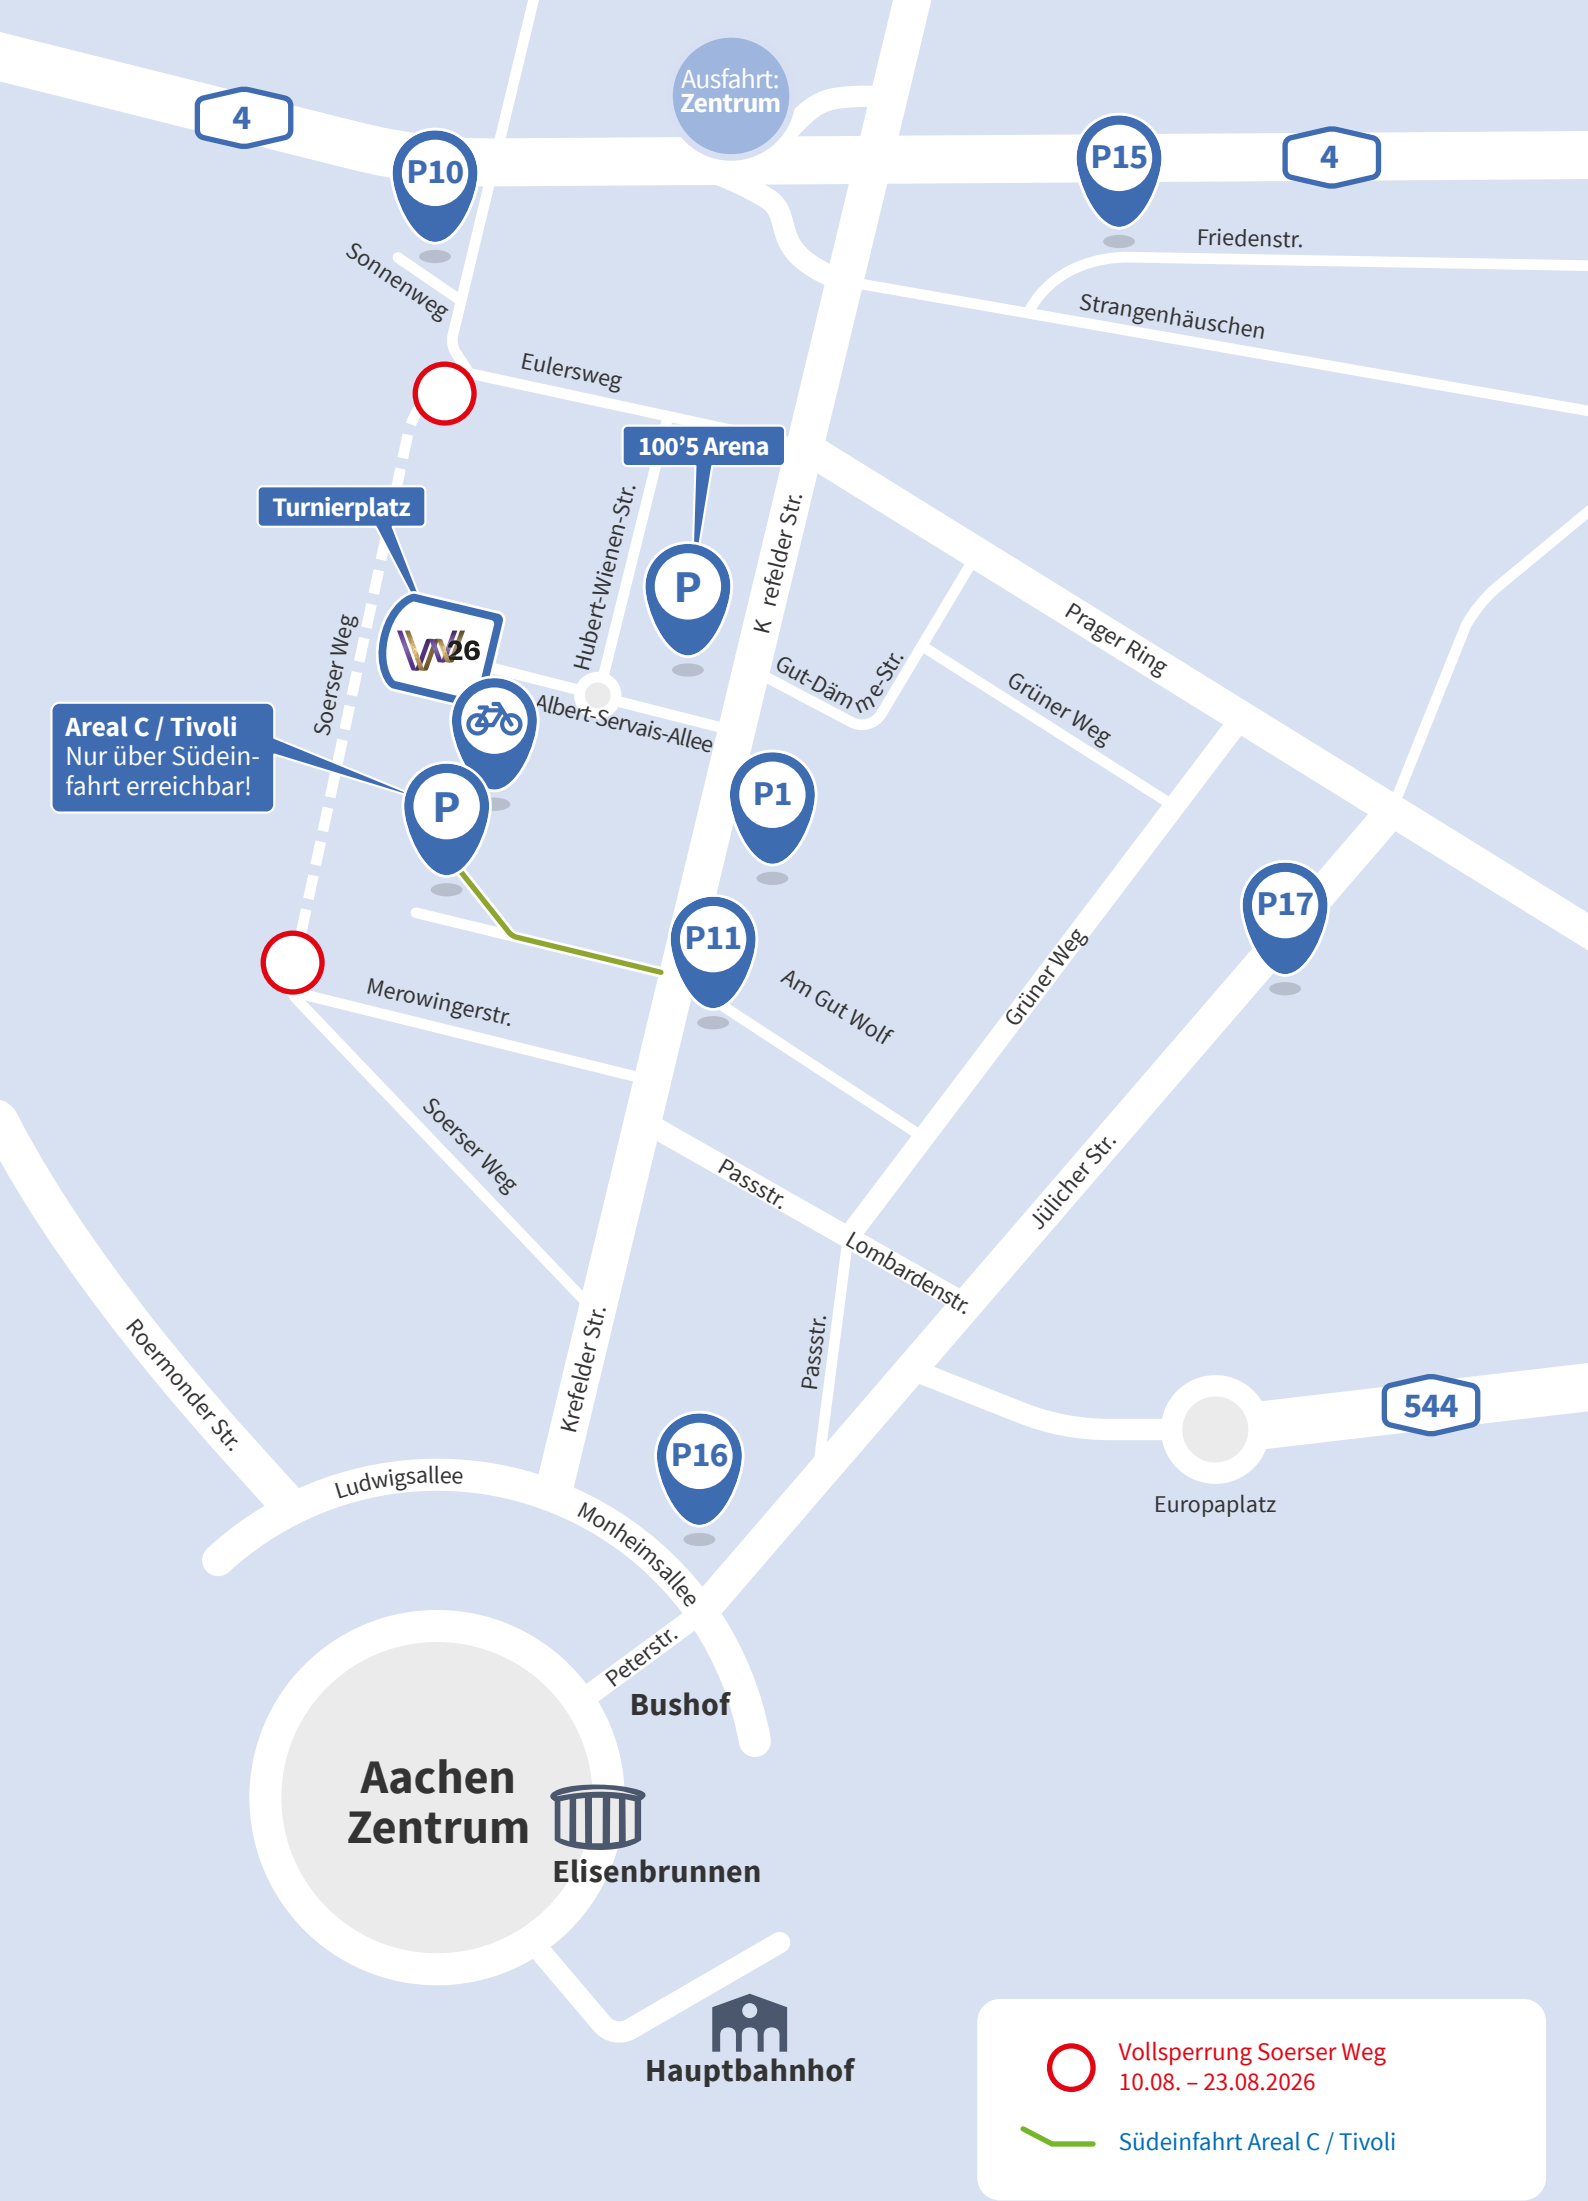 Ausfahrt:
Zentrum
4
P10
P15
4
Friedenstr.
Sonnenweg
Strangenhäuschen
Eulersweg
100’5 Arena
Turnierplatz
Hubert-Wienen-Str.
P
K refelder Str.
Prager Ring
Soerser Weg
W 26
Gut-Dämme-Str.
Grüner Weg
Albert-Servais-Allee
Areal C / Tivoli
Nur über Südein-
fahrt erreichbar!
P
P1
P17
P11
Grüner Weg
Am Gut Wolf
Merowingerstr.
Soerser Weg
Passstr.
Jülicher Str.
Lombardenstr.
Roermonder Str.
Krefelder Str.
Passstr.
544
P16
Ludwigsallee
Europaplatz
Monheimsallee
Peterstr.
Bushof
Aachen
Zentrum
Elisenbrunnen
Hauptbahnhof
Vollsperrung Soerser Weg
10.08. – 23.08.2026
Südeinfahrt Areal C / Tivoli